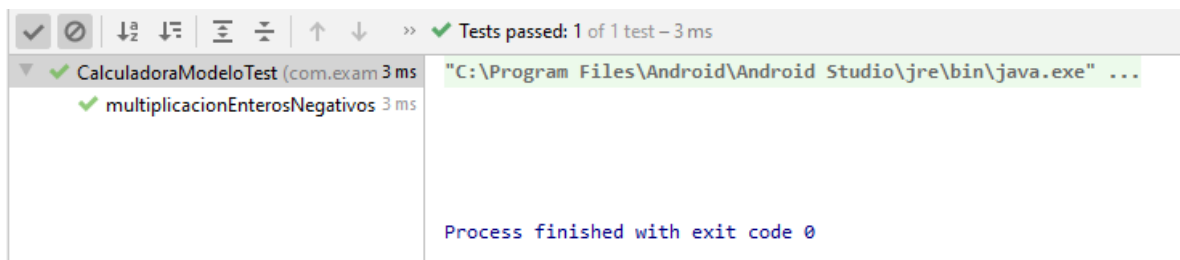 Tests passed: 1 of 1 test – 3 ms
CalculadoraModeloTest (com.exam 3 ms
multiplicacionEnterosNegativos 3 ms
"C:\Program Files\Android\Android Studio\jre\bin\java.exe" ...
Process finished with exit code 0